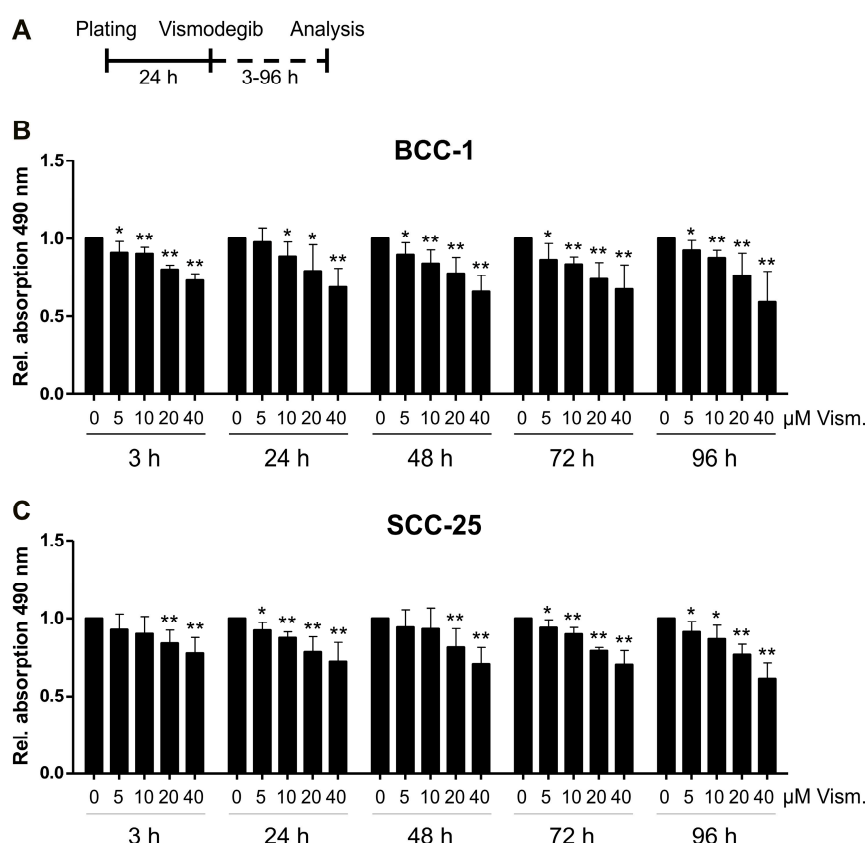 A
Plating Vismodegib Analysis
24 h 3-96 h
B
BCC-1
Rel. absorption 490 nm
1.5
1.0
0.5
0.0
* ** ** **
* * **
* ** ** **
* ** ** **
* ** ** **
0 5 10 20 40 0 5 10 20 40 0 5 10 20 40 0 5 10 20 40 0 5 10 20 40 µM Vism.
3 h 24 h 48 h 72 h 96 h
C
SCC-25
Rel. absorption 490 nm
1.5
1.0
0.5
0.0
** **
* ** ** **
** **
* ** ** **
* * ** **
0 5 10 20 40 0 5 10 20 40 0 5 10 20 40 0 5 10 20 40 0 5 10 20 40 µM Vism.
3 h 24 h 48 h 72 h 96 h